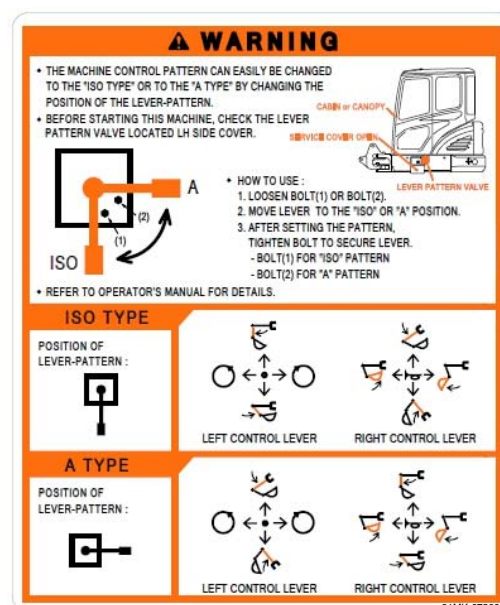 WARNING
• THE MACHINE CONTROL PATTERN CAN EASILY BE CHANGED
TO THE "ISO TYPE" OR TO THE "A TYPE" BY CHANGING THE
POSITION OF THE LEVER-PATTERN.
• BEFORE STARTING THIS MACHINE, CHECK THE LEVER
PATTERN VALVE LOCATED LH SIDE COVER.
CABIN or CANOPY
SERVICE COVER OPEN
LEVER PATTERN VALVE
A
(2)
(1)
ISO
• HOW TO USE :
1. LOOSEN BOLT(1) OR BOLT(2).
2. MOVE LEVER TO THE "ISO" OR "A" POSITION.
3. AFTER SETTING THE PATTERN,
TIGHTEN BOLT TO SECURE LEVER.
- BOLT(1) FOR "ISO" PATTERN
- BOLT(2) FOR "A" PATTERN
• REFER TO OPERATOR'S MANUAL FOR DETAILS.
ISO TYPE
POSITION OF
LEVER-PATTERN :
LEFT CONTROL LEVER
RIGHT CONTROL LEVER
A TYPE
POSITION OF
LEVER-PATTERN :
LEFT CONTROL LEVER
RIGHT CONTROL LEVER